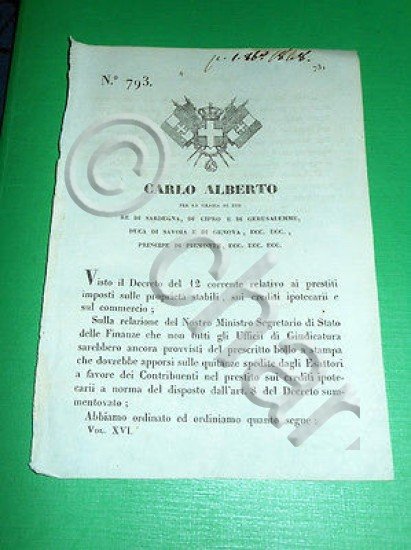 N.° 793.
CARLO ALBERTO
PER LA GRAZIA DI DIO
RE DI SARDEGNA, DI CIPRO E DI GERUSALEMME,
DUCA DI SAVOIA E DI GENOVA, ECC. ECC.,
PRINCIPE DI PIEMONTE, ECC. ECC. ECC.
Visto il Decreto del 12 corrente relativo ai prestiti
imposti sulle proprietà stabili, sui crediti ipotecarii e
sul commercio;
Sulla relazione del Nostro Ministro Segretario di Stato
delle Finanze che non tutti gli Uffizi di Giudicatura
sarebbero ancora provvisti del prescritto bollo a stampa
che dovrebbe apporsi sulle quitanze spedite dagli Esattori
a favore dei Contribuenti nel prestito sui crediti ipote-
carii a norma del disposto dall'art. 8 del Decreto sum-
mentovato;
Abbiamo ordinato ed ordiniamo quanto segue:
Vol. XVI.
©